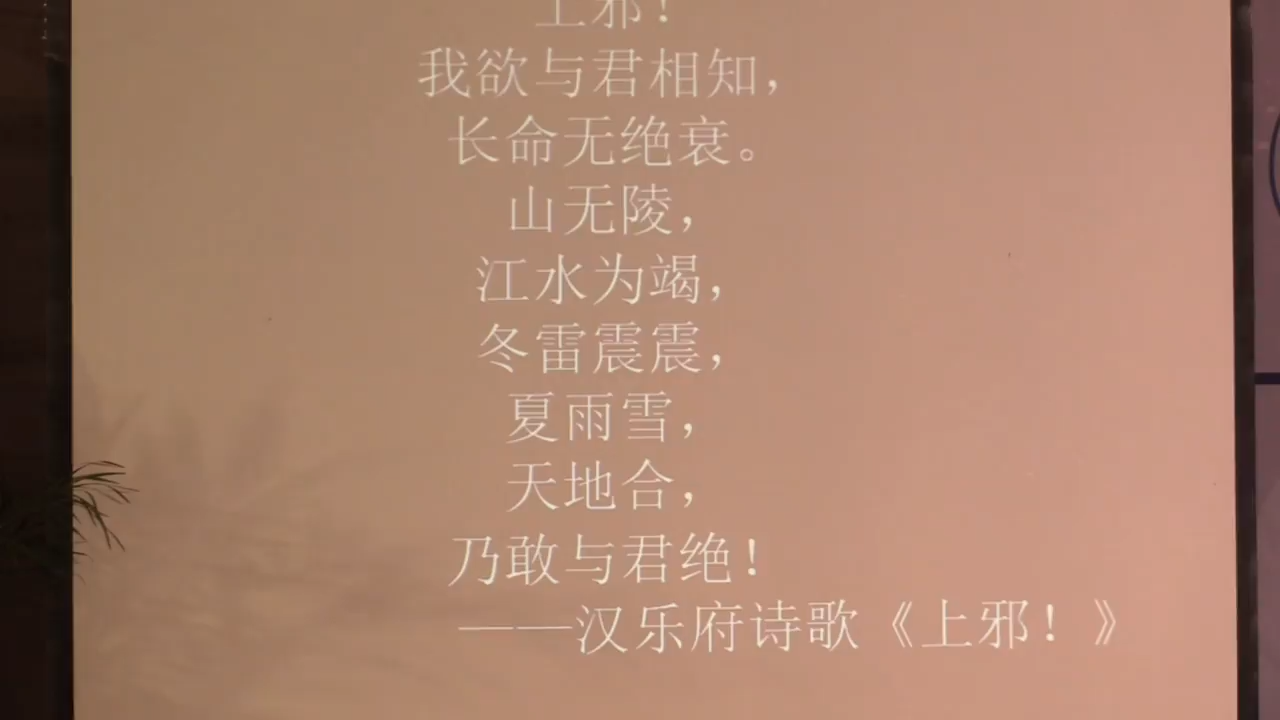 上邪！
我欲与君相知，
长命无绝衰。
山无陵，
江水为竭，
冬雷震震，
夏雨雪，
天地合，
乃敢与君绝！
——汉乐府诗歌《上邪！》